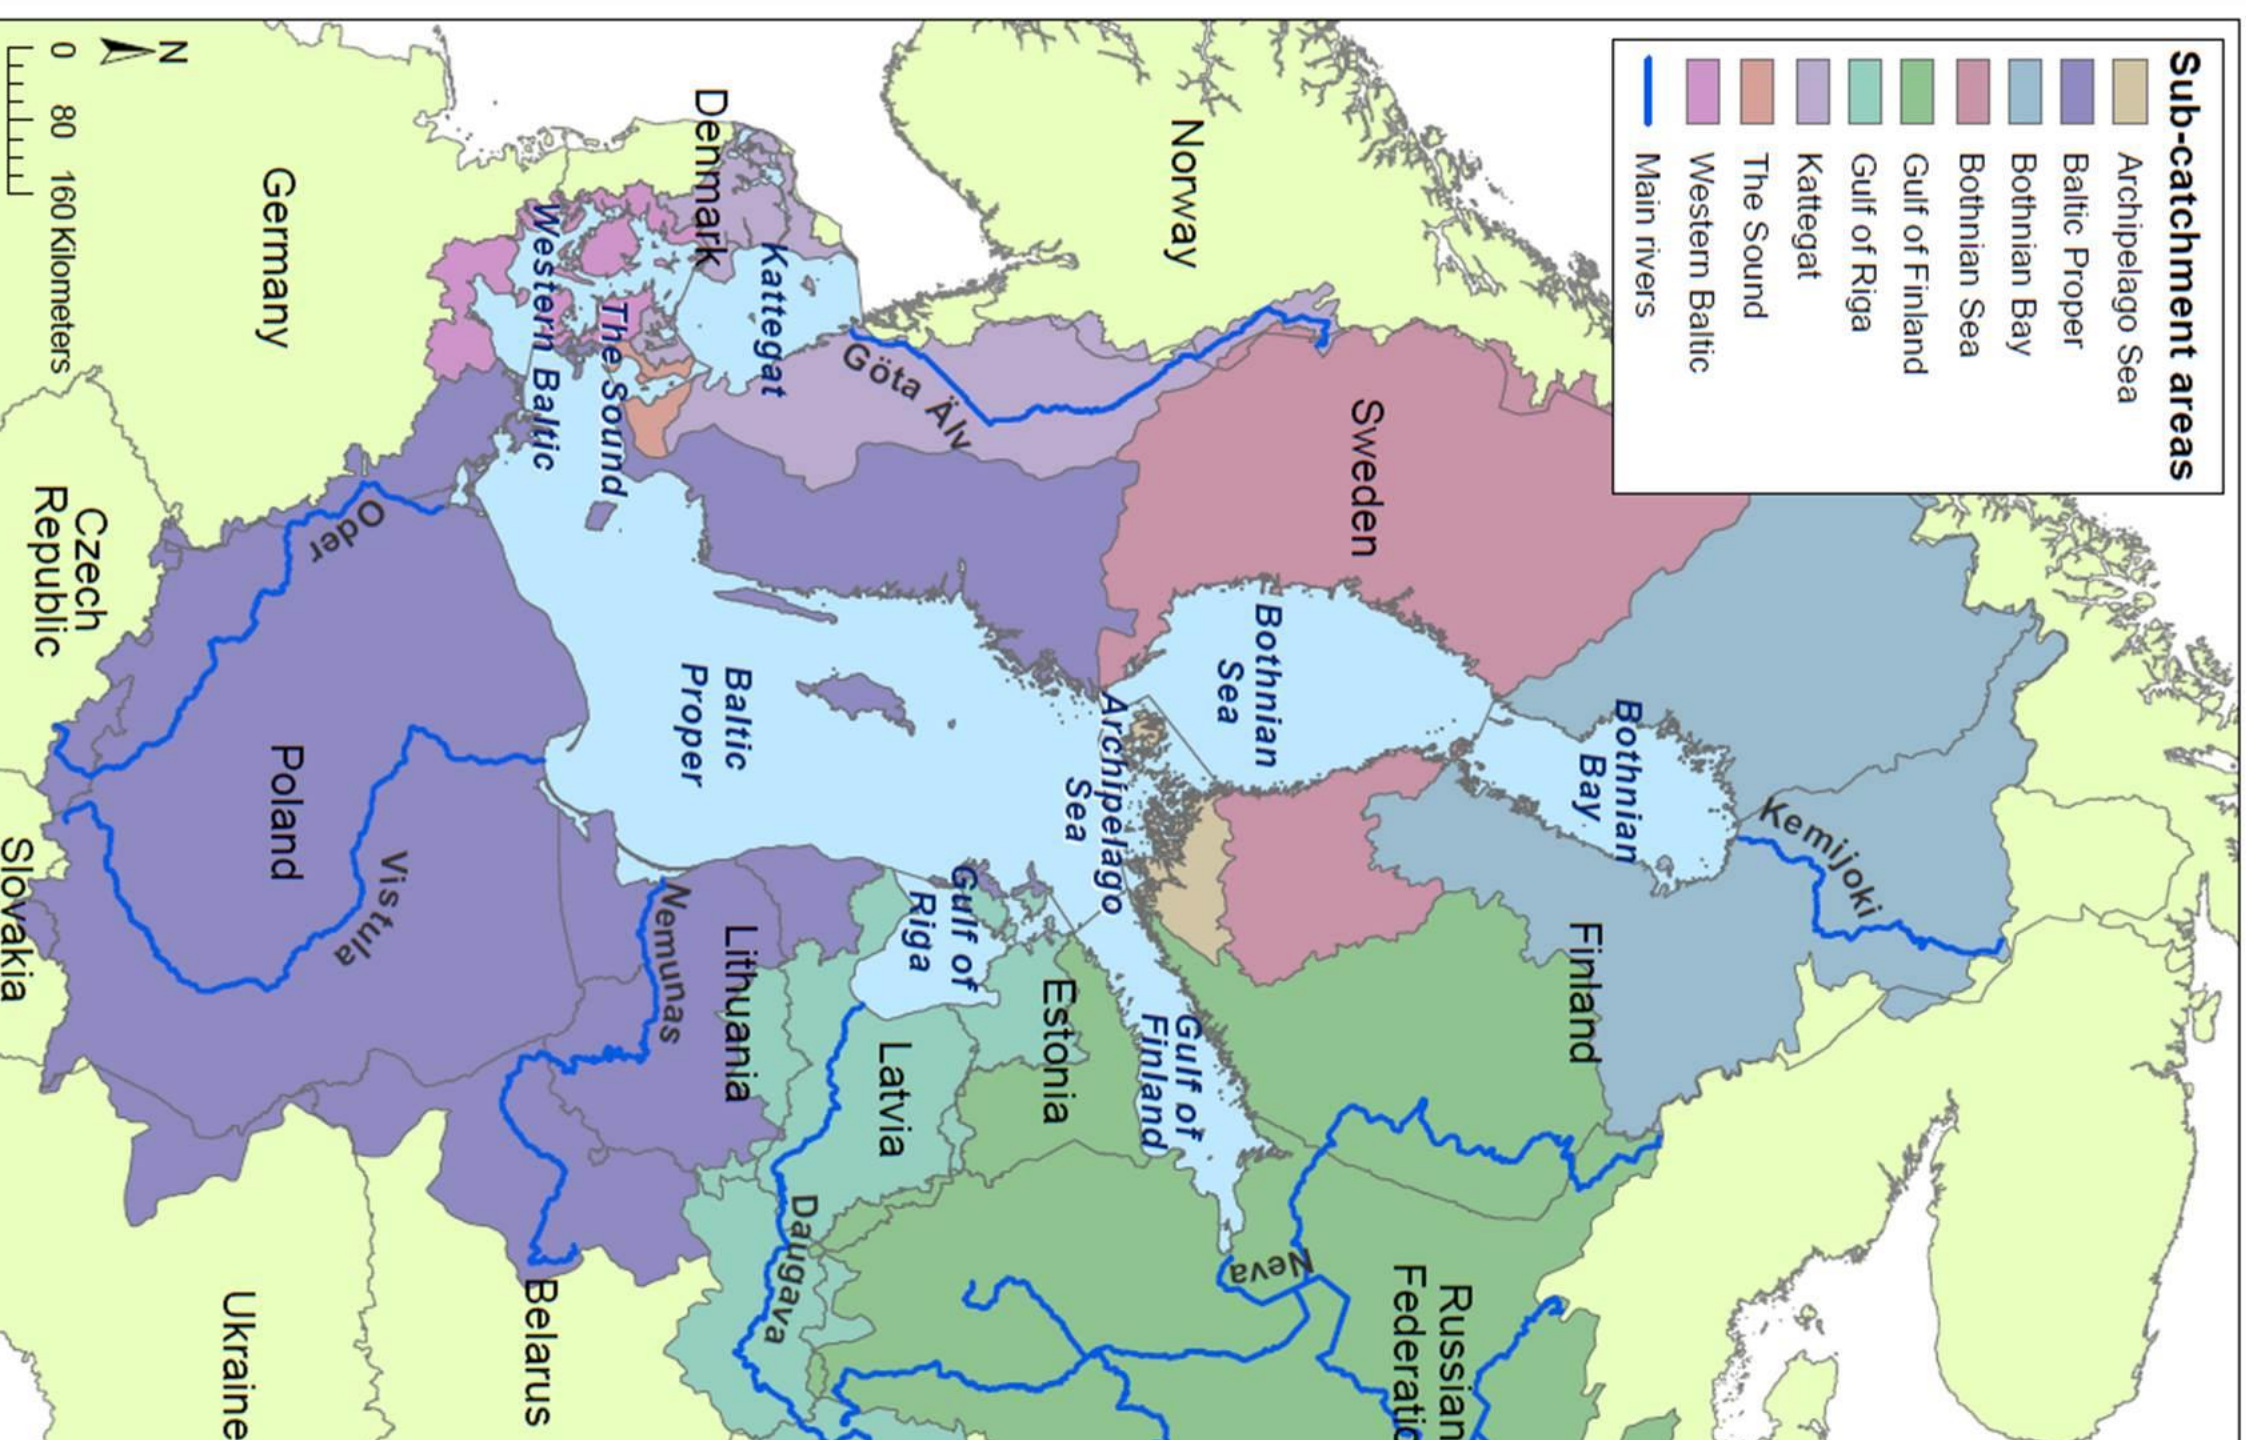 Sub-catchment areas
Archipelago Sea
Baltic Proper
Bothnian Bay
Bothnian Sea
Gulf of Finland
Gulf of Riga
Kattegat
The Sound
Western Baltic
Main rivers
Norway
Sweden
Finland
Russian
Federatio
Kemijoki
Bothnian
Bay
Bothnian
Sea
Archipelago
Sea
Gulf of
Finland
Neva
Estonia
Göta Älv
Kattegat
Denmark
The Sound
Western Baltic
Baltic
Proper
Gulf of
Riga
Latvia
Daugava
Lithuania
Nemunas
Belarus
Germany
Oder
Poland
Vistula
Ukraine
Czech
Republic
Slovakia
N
0 80 160 Kilometers